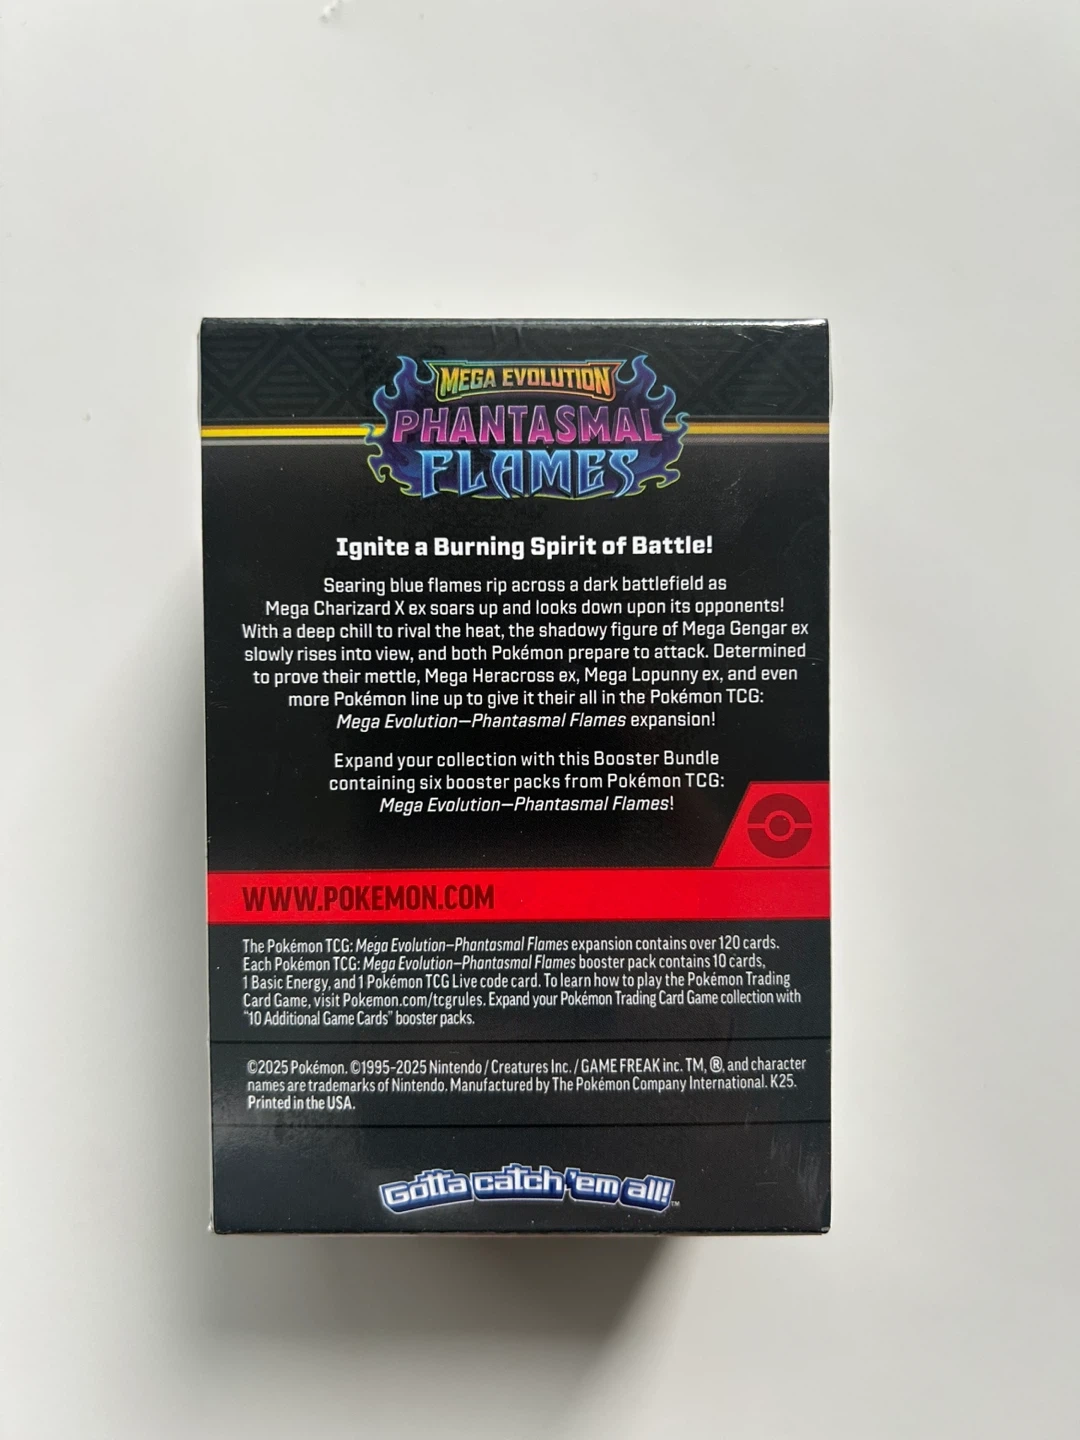 MEGA EVOLUTION
PHANTASMAL
FLAMES
Ignite a Burning Spirit of Battle!
Searing blue flames rip across a dark battlefield as
Mega Charizard X ex soars up and looks down upon its opponents!
With a deep chill to rival the heat, the shadowy figure of Mega Gengar ex
slowly rises into view, and both Pokémon prepare to attack. Determined
to prove their mettle, Mega Heracross ex, Mega Lopunny ex, and even
more Pokémon line up to give it their all in the Pokémon TCG:
Mega Evolution—Phantasmal Flames expansion!
Expand your collection with this Booster Bundle
containing six booster packs from Pokémon TCG:
Mega Evolution—Phantasmal Flames!
WWW.POKEMON.COM
The Pokémon TCG: Mega Evolution—Phantasmal Flames expansion contains over 120 cards.
Each Pokémon TCG: Mega Evolution—Phantasmal Flames booster pack contains 10 cards,
1 Basic Energy, and 1 Pokémon TCG Live code card. To learn how to play the Pokémon Trading
Card Game, visit Pokemon.com/tcgrules. Expand your Pokémon Trading Card Game collection with
"10 Additional Game Cards" booster packs.
©2025 Pokémon. ©1995–2025 Nintendo / Creatures Inc. / GAME FREAK inc. TM, ®, and character
names are trademarks of Nintendo. Manufactured by The Pokémon Company International. K25.
Printed in the USA.
Gotta catch 'em all!™